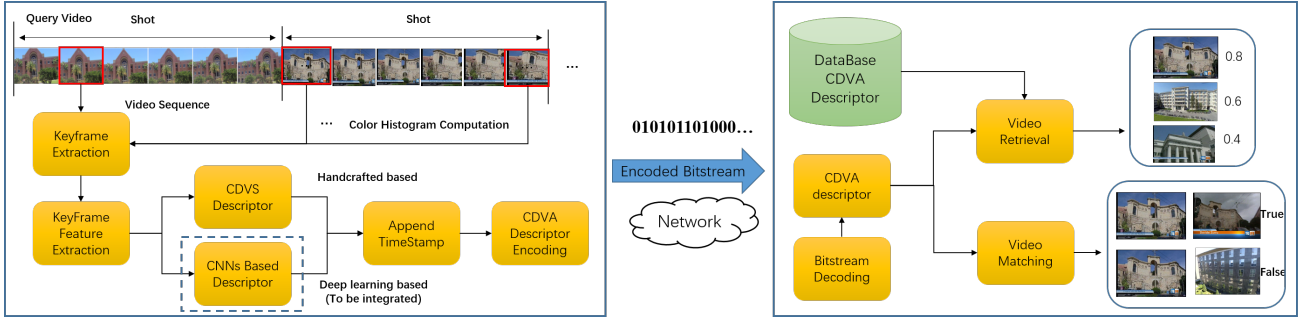 Query Video
Shot
Shot
...
Video Sequence
... Color Histogram Computation
Keyframe
Extraction
KeyFrame
Feature
Extraction
CDVS
Descriptor
Handcrafted based
CNNs Based
Descriptor
Deep learning based
(To be integrated)
Append
TimeStamp
CDVA
Descriptor
Encoding
010101101000...
Encoded Bitstream
Network
DataBase
CDVA
Descriptor
CDVA
descriptor
Bitstream
Decoding
Video
Retrieval
Video
Matching
0.8
0.6
0.4
True
False